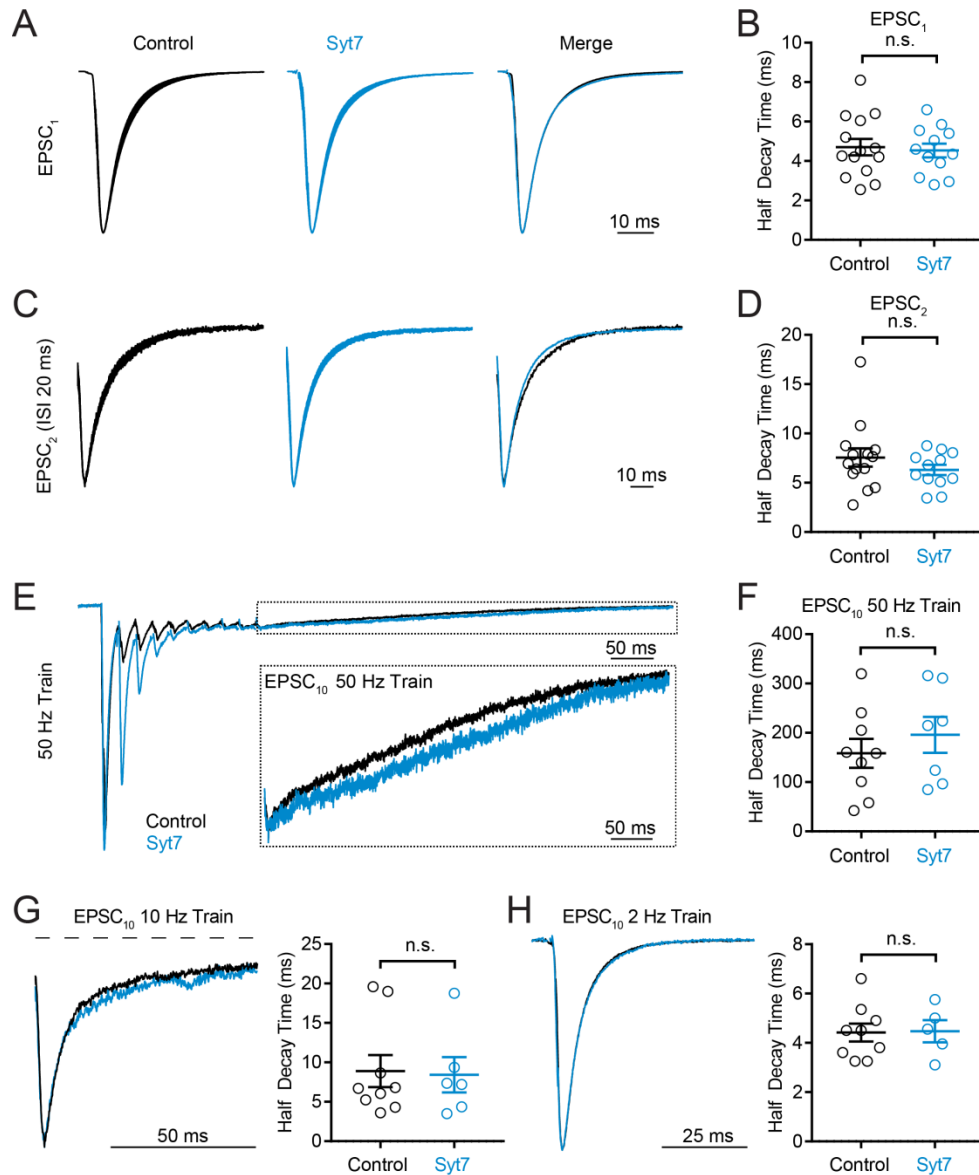 A
Control
Syt7
Merge
EPSC₁
10 ms
B
EPSC₁
n.s.
Half Decay Time (ms)
10
8
6
4
2
0
Control
Syt7
C
EPSC₂ (ISI 20 ms)
10 ms
D
EPSC₂
n.s.
Half Decay Time (ms)
20
15
10
5
0
Control
Syt7
E
50 Hz Train
50 ms
EPSC₁₀ 50 Hz Train
50 ms
Control
Syt7
F
EPSC₁₀ 50 Hz Train
n.s.
Half Decay Time (ms)
400
300
200
100
0
Control
Syt7
G
EPSC₁₀ 10 Hz Train
50 ms
n.s.
Half Decay Time (ms)
25
20
15
10
5
0
Control
Syt7
H
EPSC₁₀ 2 Hz Train
25 ms
n.s.
Half Decay Time (ms)
8
6
4
2
0
Control
Syt7